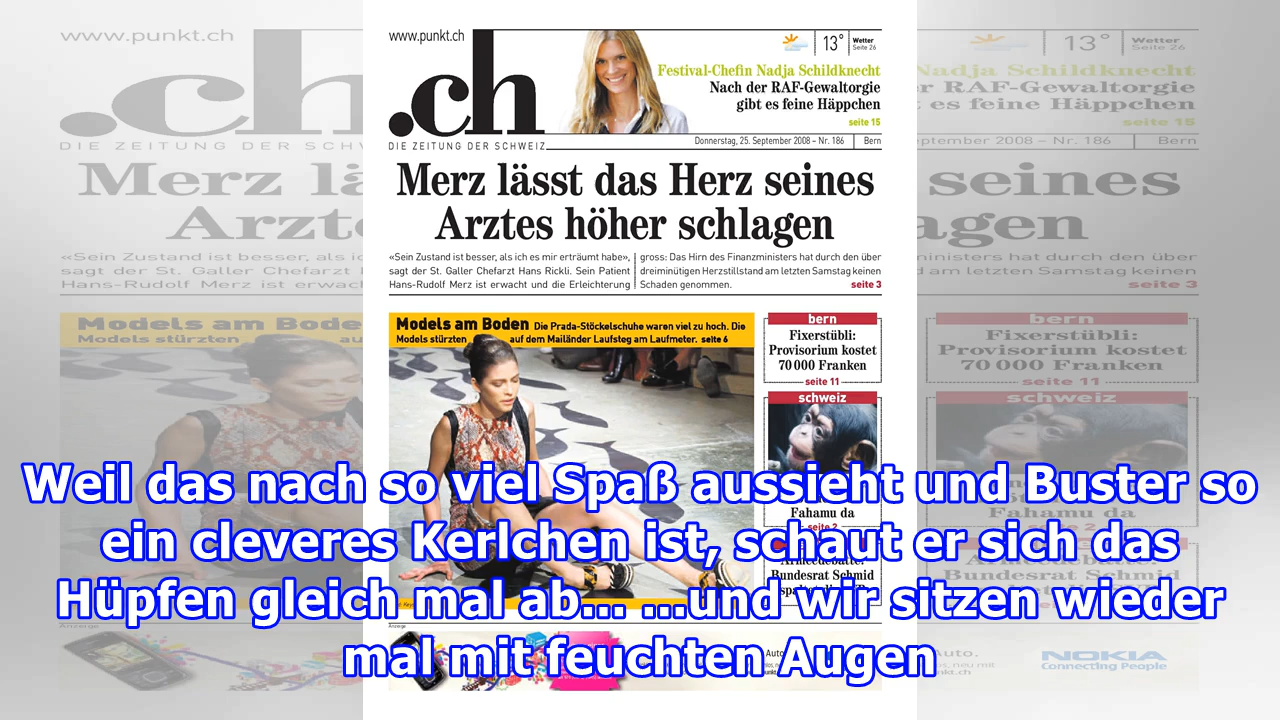 www.punkt.ch
.ch
DIE ZEITUNG DER SCHWEIZ
Festival-Chefin Nadja Schildknecht
Nach der RAF-Gewaltorgie
gibt es feine Häppchen
seite 15
13°
Wetter
Seite 26
Donnerstag, 25. September 2008 – Nr. 186
Bern
Merz lässt das Herz seines
Arztes höher schlagen
«Sein Zustand ist besser, als ich es mir erträumt habe»,
sagt der St. Galler Chefarzt Hans Rickli. Sein Patient
Hans-Rudolf Merz ist erwacht und die Erleichterung
gross: Das Hirn des Finanzministers hat durch den über
dreiminütigen Herzstillstand am letzten Samstag keinen
Schaden genommen.
seite 3
Models am Boden Die Prada-Stöckelschuhe waren viel zu hoch. Die
Models stürzten auf dem Mailänder Laufsteg am Laufmeter. seite 6
bern
Fixerstübli:
Provisorium kostet
70 000 Franken
seite 11
schweiz
Fahamu da
seite 2
Armeedebatte:
Bundesrat Schmid
Anzeige
NOKIA
Connecting People
Weil das nach so viel Spaß aussieht und Buster so
ein cleveres Kerlchen ist, schaut er sich das
Hüpfen gleich mal ab... ...und wir sitzen wieder
mal mit feuchten Augen